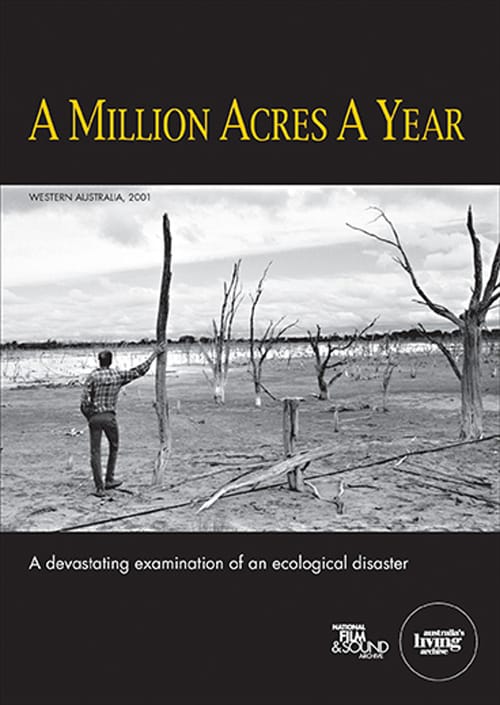 A MILLION ACRES A YEAR
WESTERN AUSTRALIA, 2001
A devastating examination of an ecological disaster
NATIONAL
FILM
& SOUND
ARCHIVE
australia's
living
archive